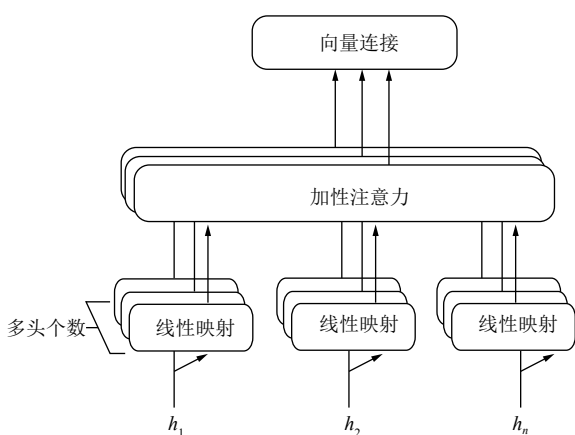 向量连接
加性注意力
多头个数
线性映射 线性映射 线性映射
h₁ h₂ hₙ